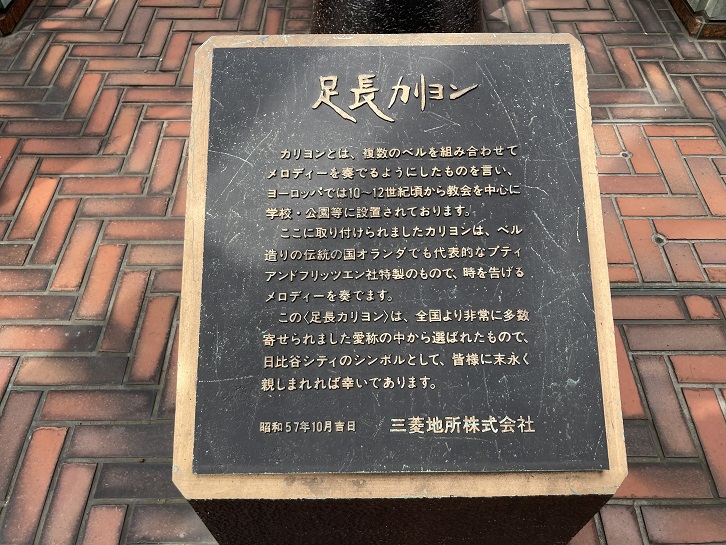 足長カリヨン
カリヨンとは、複数のベルを組み合わせて
メロディーを奏でるようにしたものを言い、
ヨーロッパでは10～12世紀頃から教会を中心に
学校・公園等に設置されております。
ここに取り付けられましたカリヨンは、ベル
造りの伝統の国オランダでも代表的なプティ
アンドフリッツエン社特製のもので、時を告げる
メロディーを奏でます。
この〈足長カリヨン〉は、全国より非常に多数
寄せられました愛称の中から選ばれたもので、
日比谷シティのシンボルとして、皆様に末永く
親しまれれば幸いであります。
昭和57年10月吉日 三菱地所株式会社